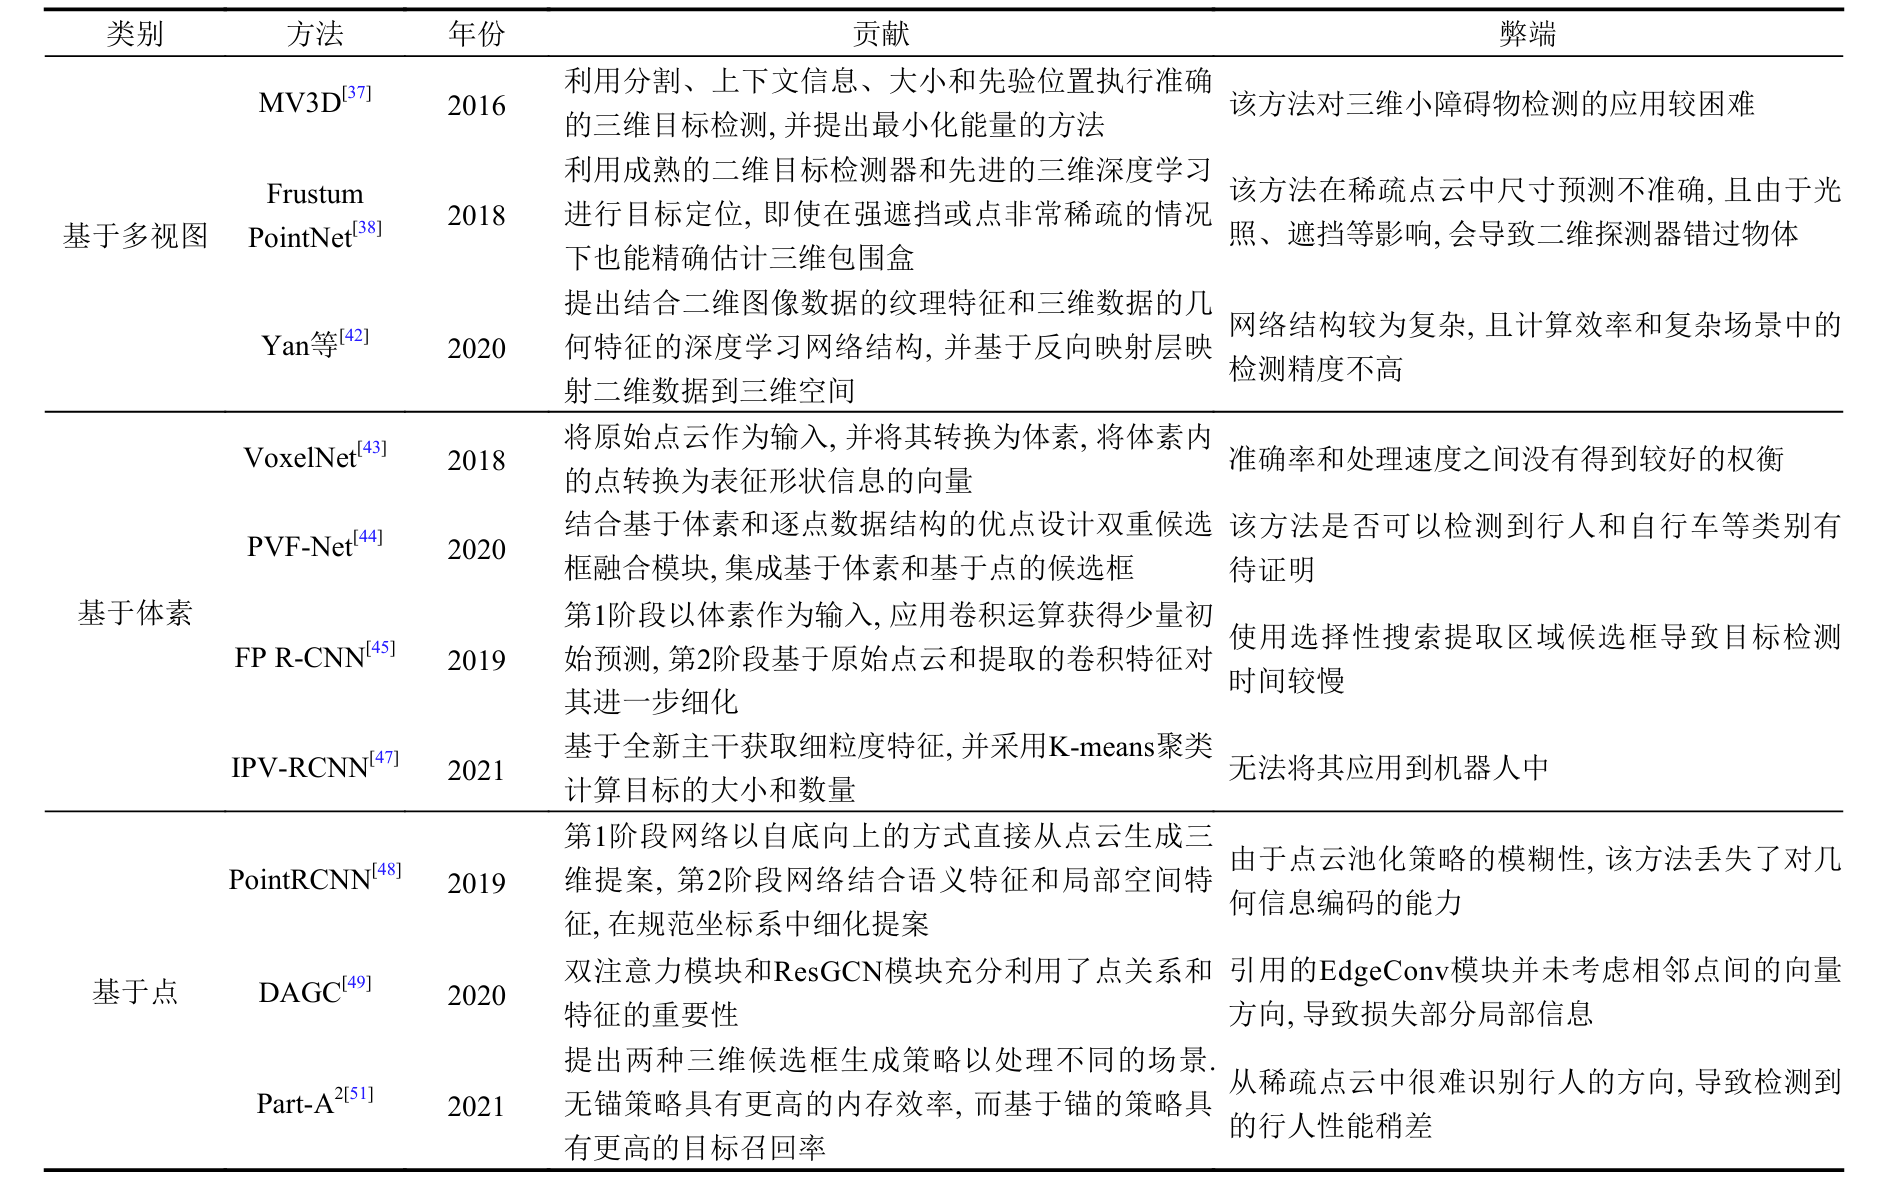 类别 方法 年份 贡献 弊端
基于多视图
MV3D[37] 2016
利用分割、上下文信息、大小和先验位置执行准确
的三维目标检测, 并提出最小化能量的方法
该方法对三维小障碍物检测的应用较困难
Frustum
PointNet[38]
2018
利用成熟的二维目标检测器和先进的三维深度学习
进行目标定位, 即使在强遮挡或点非常稀疏的情况
下也能精确估计三维包围盒
该方法在稀疏点云中尺寸预测不准确, 且由于光
照、遮挡等影响, 会导致二维探测器错过物体
Yan等[42] 2020
提出结合二维图像数据的纹理特征和三维数据的几
何特征的深度学习网络结构, 并基于反向映射层映
射二维数据到三维空间
网络结构较为复杂, 且计算效率和复杂场景中的
检测精度不高
基于体素
VoxelNet[43] 2018
将原始点云作为输入, 并将其转换为体素, 将体素内
的点转换为表征形状信息的向量
准确率和处理速度之间没有得到较好的权衡
PVF-Net[44] 2020
结合基于体素和逐点数据结构的优点设计双重候选
框融合模块, 集成基于体素和基于点的候选框
该方法是否可以检测到行人和自行车等类别有
待证明
FP R-CNN[45] 2019
第1阶段以体素作为输入, 应用卷积运算获得少量初
始预测, 第2阶段基于原始点云和提取的卷积特征对
其进一步细化
使用选择性搜索提取区域候选框导致目标检测
时间较慢
IPV-RCNN[47] 2021
基于全新主干获取细粒度特征, 并采用K-means聚类
计算目标的大小和数量
无法将其应用到机器人中
基于点
PointRCNN[48] 2019
第1阶段网络以自底向上的方式直接从点云生成三
维提案, 第2阶段网络结合语义特征和局部空间特
征, 在规范坐标系中细化提案
由于点云池化策略的模糊性, 该方法丢失了对几
何信息编码的能力
DAGC[49] 2020
双注意力模块和ResGCN模块充分利用了点关系和
特征的重要性
引用的EdgeConv模块并未考虑相邻点间的向量
方向, 导致损失部分局部信息
Part-A2[51] 2021
提出两种三维候选框生成策略以处理不同的场景.
无锚策略具有更高的内存效率, 而基于锚的策略具
有更高的目标召回率
从稀疏点云中很难识别行人的方向, 导致检测到
的行人性能稍差